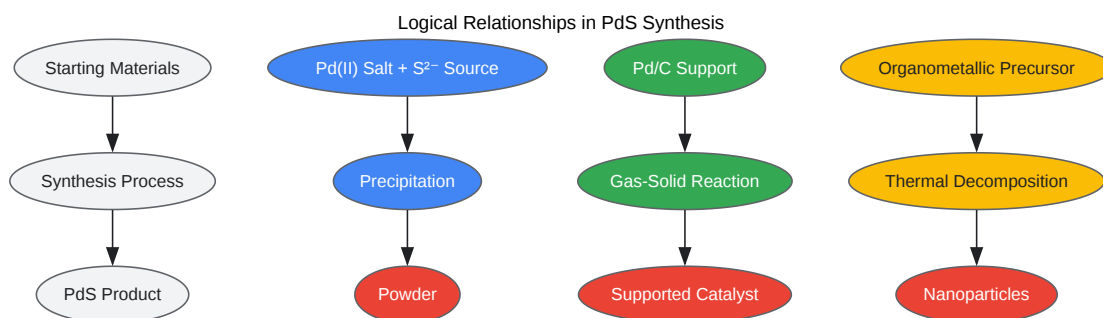 Logical Relationships in PdS Synthesis
Starting Materials
Pd(II) Salt + S²⁻ Source
Pd/C Support
Organometallic Precursor
Synthesis Process
Precipitation
Gas-Solid Reaction
Thermal Decomposition
PdS Product
Powder
Supported Catalyst
Nanoparticles